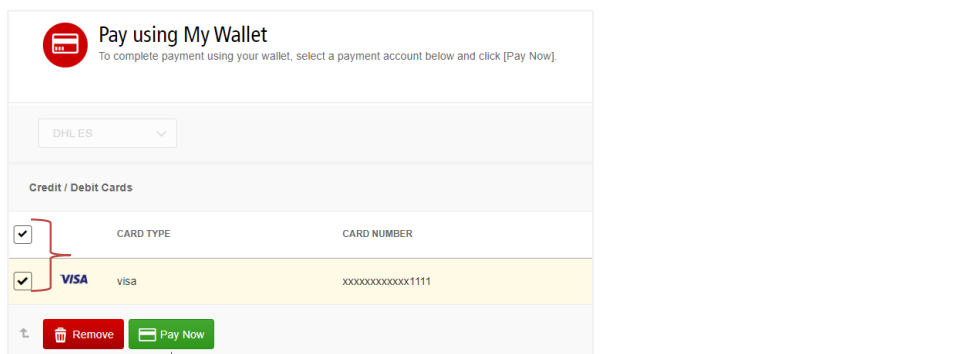 Pay using My Wallet
To complete payment using your wallet, select a payment account below and click [Pay Now].
DHL ES
Credit / Debit Cards
CARD TYPE CARD NUMBER
VISA visa xxxxxxxxxxxx1111
Remove Pay Now